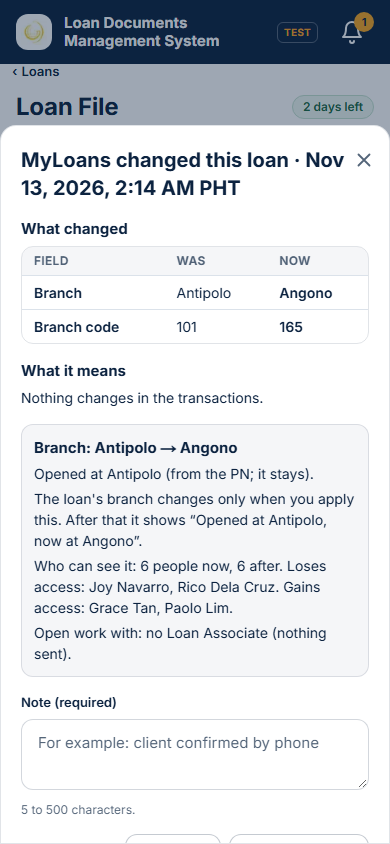 Loan Documents
Management System
TEST
1
‹ Loans
Loan File
2 days left
MyLoans changed this loan · Nov
13, 2026, 2:14 AM PHT
What changed
FIELD WAS NOW
Branch Antipolo Angono
Branch code 101 165
What it means
Nothing changes in the transactions.
Branch: Antipolo → Angono
Opened at Antipolo (from the PN; it stays).
The loan's branch changes only when you apply
this. After that it shows “Opened at Antipolo,
now at Angono”.
Who can see it: 6 people now, 6 after. Loses
access: Joy Navarro, Rico Dela Cruz. Gains
access: Grace Tan, Paolo Lim.
Open work with: no Loan Associate (nothing
sent).
Note (required)
For example: client confirmed by phone
5 to 500 characters.